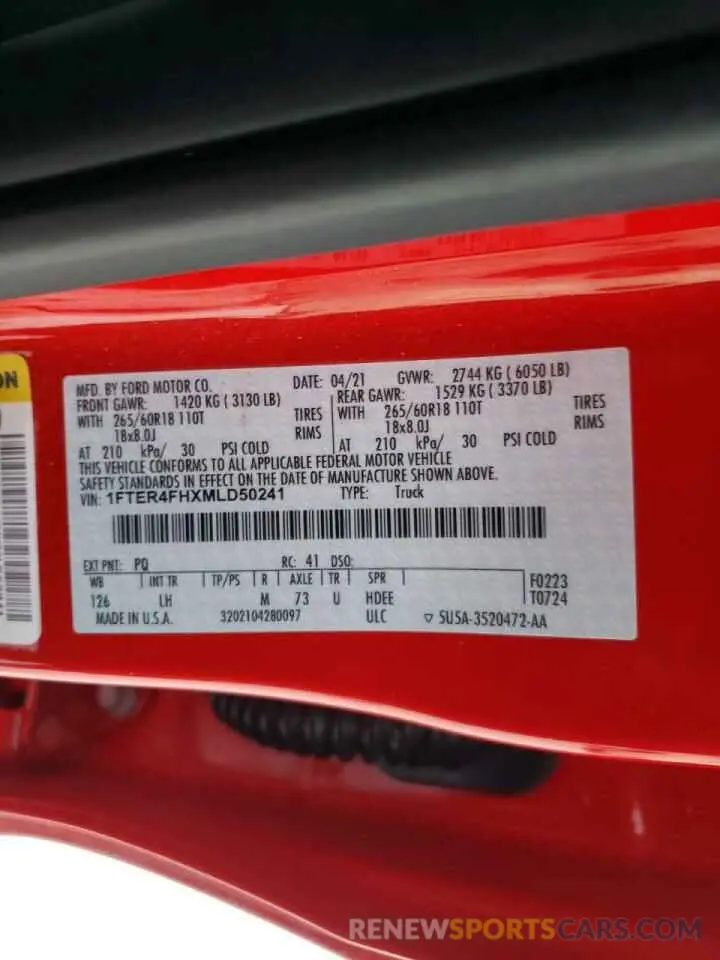 ON
MFD. BY FORD MOTOR CO. DATE: 04/21 GVWR: 2744 KG ( 6050 LB)
FRONT GAWR: 1420 KG ( 3130 LB) REAR GAWR: 1529 KG ( 3370 LB)
WITH 265/60R18 110T TIRES WITH 265/60R18 110T TIRES
18x8.0J RIMS 18x8.0J RIMS
AT 210 kPa/ 30 PSI COLD AT 210 kPa/ 30 PSI COLD
THIS VEHICLE CONFORMS TO ALL APPLICABLE FEDERAL MOTOR VEHICLE
SAFETY STANDARDS IN EFFECT ON THE DATE OF MANUFACTURE SHOWN ABOVE.
VIN: 1FTER4FHXMLD50241 TYPE: Truck
EXT PNT: PQ RC: 41 DSO:
WB INT TR TP/PS R AXLE TR SPR F0223
126 LH M 73 U HDEE T0724
MADE IN U.S.A. 3202104280097 ULC ▽ SU5A-3520472-AA
RENEWSPORTSCARS.COM